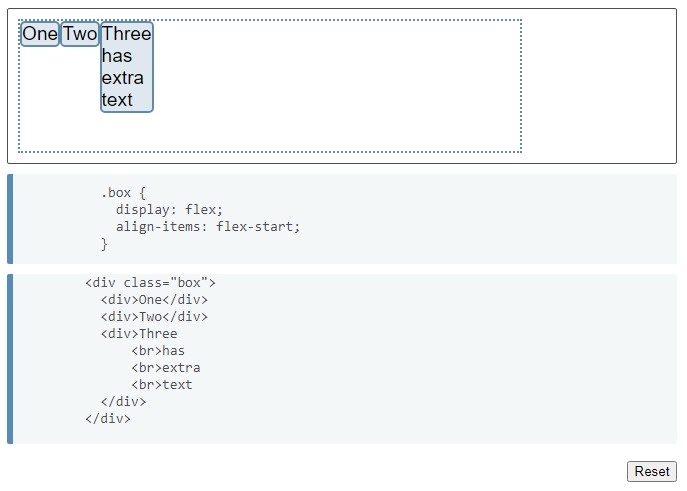 One Two Three
has
extra
text
.box {
display: flex;
align-items: flex-start;
}
<div class="box">
<div>One</div>
<div>Two</div>
<div>Three
<br>has
<br>extra
<br>text
</div>
</div>
Reset